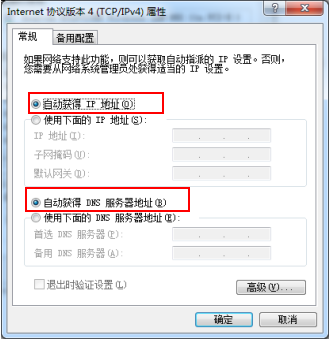 Internet 协议版本 4 (TCP/IPv4) 属性
常规 备用配置
如果网络支持此功能，则可以获取自动指派的 IP 设置。否则，
您需要从网络系统管理员处获得适当的 IP 设置。
自动获得 IP 地址(O)
使用下面的 IP 地址(S):
IP 地址(I):
子网掩码(U):
默认网关(D):
自动获得 DNS 服务器地址(B)
使用下面的 DNS 服务器地址(E):
首选 DNS 服务器(P):
备用 DNS 服务器(A):
退出时验证设置(L)
高级(V)...
确定 取消